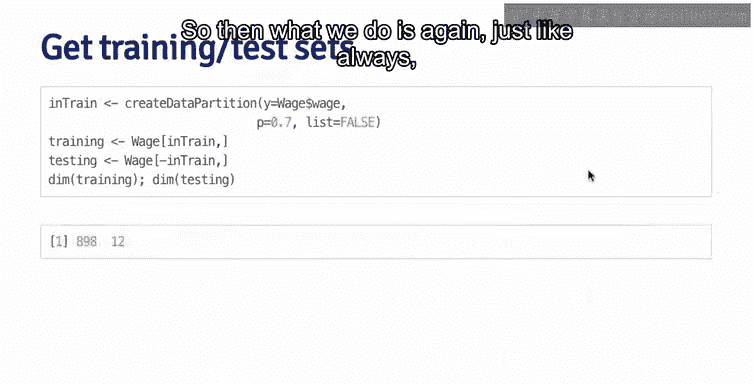 So then what we do is again, just like
always,
Get training/test sets
inTrain <- createDataPartition(y=Wage$wage,
p=0.7, list=FALSE)
training <- Wage[inTrain,]
testing <- Wage[-inTrain,]
dim(training); dim(testing)
[1] 898 12